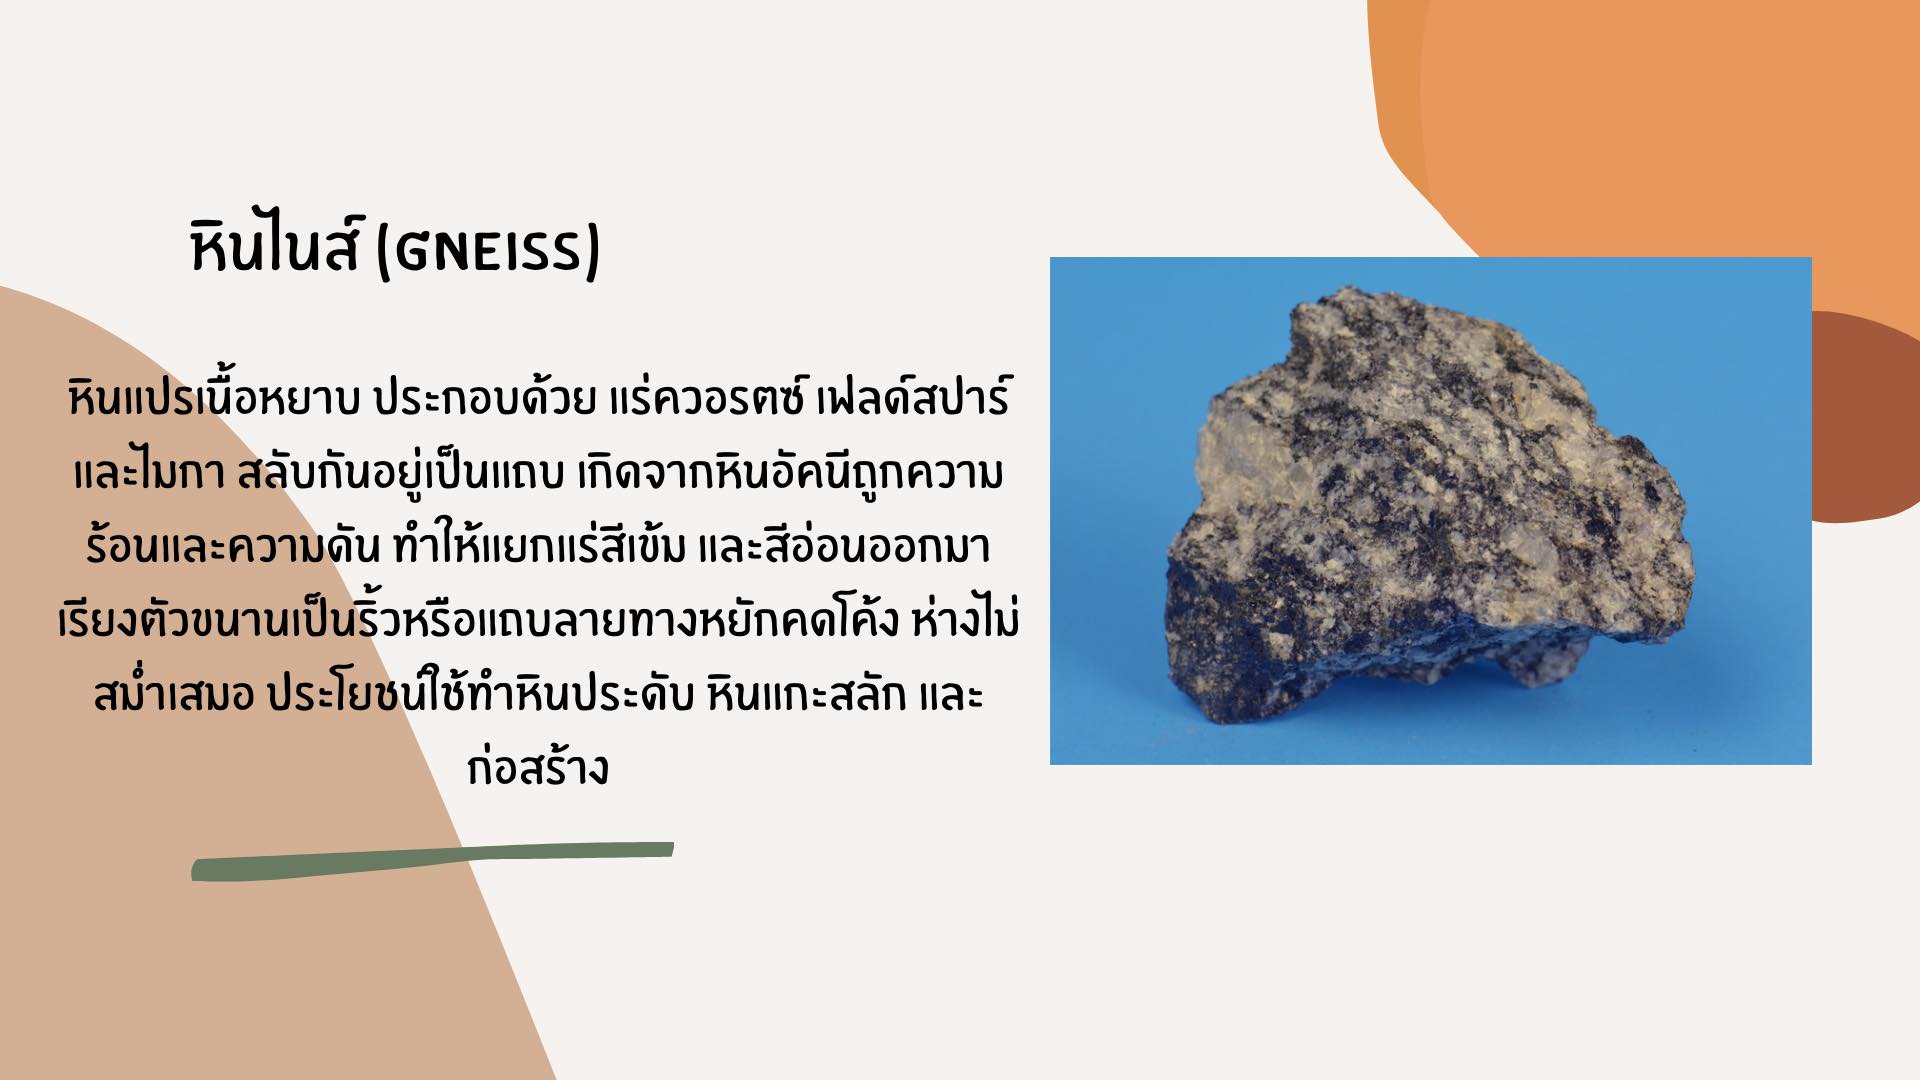 หินไนส์ (GNEISS)
หินแปรเนื้อหยาบ ประกอบด้วย แร่ควอรตซ์ เฟลด์สปาร์
และไมกา สลับกันอยู่เป็นแถบ เกิดจากหินอัคนีถูกความ
ร้อนและความดัน ทำให้แยกแร่สีเข้ม และสีอ่อนออกมา
เรียงตัวขนานเป็นริ้วหรือแถบลายทางหยักคดโค้ง ห่างไม่
สม่ำเสมอ ประโยชน์ใช้ทำหินประดับ หินแกะสลัก และ
ก่อสร้าง